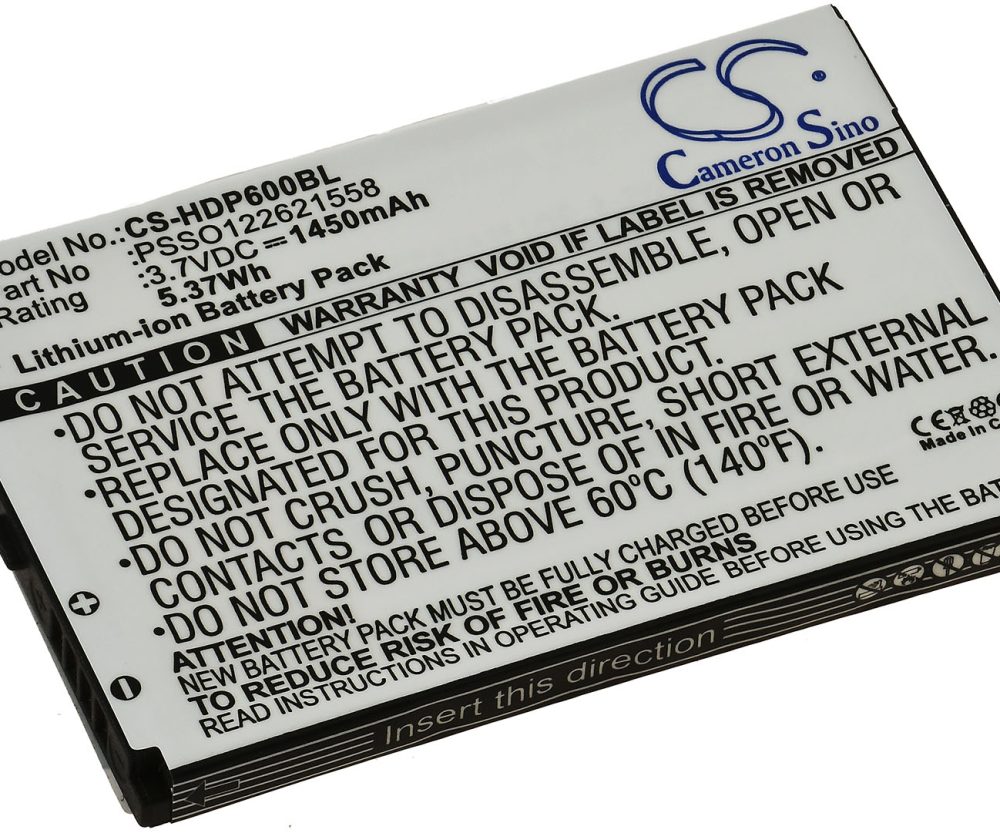 CS ®
Cameron Sino
odel No.:CS-HDP600BL
art No :PSSO122621558
Rating :3.7VDC⎓1450mAh
5.37Wh
Lithium-ion Battery Pack
CAUTION
WARRANTY VOID IF SEAL IS BROKEN
•DO NOT ATTEMPT TO DISASSEMBLE, OPEN OR
SERVICE THE BATTERY PACK.
•REPLACE ONLY WITH THE BATTERY PACK
DESIGNATED FOR THIS PRODUCT.
•DO NOT CRUSH, PUNCTURE, SHORT EXTERNAL
CONTACTS OR DISPOSE OF IN FIRE OR WATER.
•DO NOT STORE ABOVE 60°C (140°F).
ATTENTION!
NEW BATTERY PACK MUST BE FULLY CHARGED BEFORE USE
TO REDUCE RISK OF FIRE OR BURNS
READ INSTRUCTIONS IN OPERATING GUIDE BEFORE USING THE BAT
CE
Made In C
+
-
Insert this direction